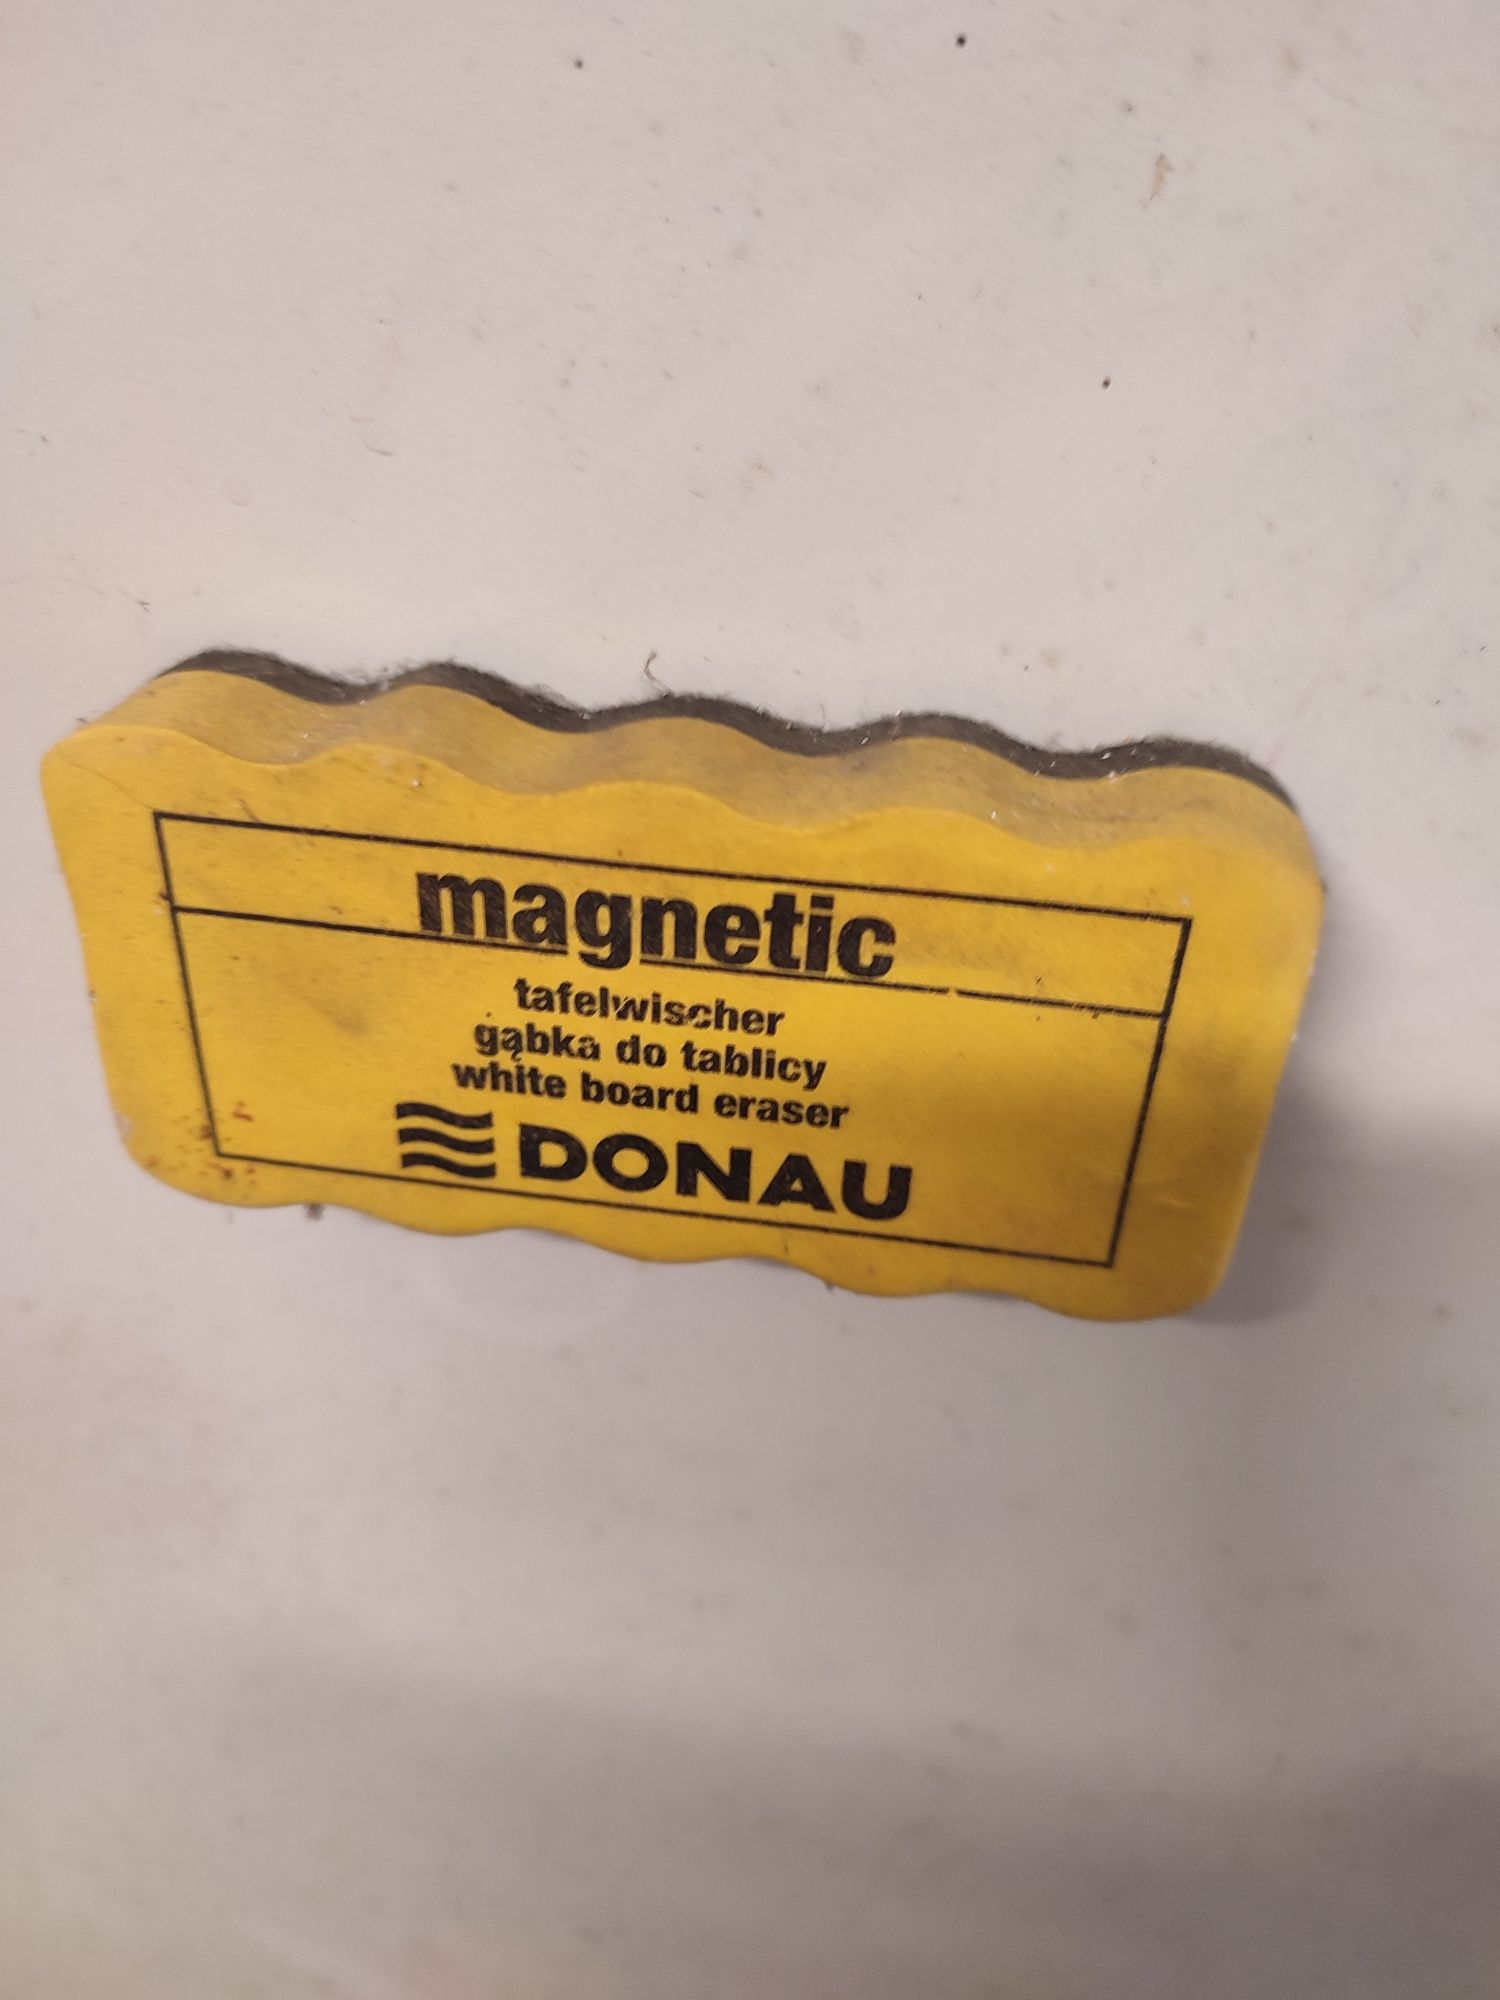 magnetic
tafelwischer
gąbka do tablicy
white board eraser
DONAU